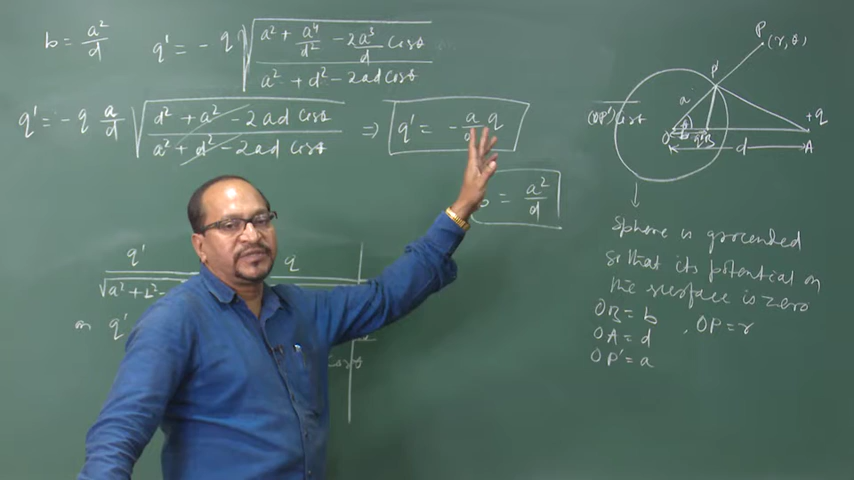 b = a²/d
q' = - q √((a² + a⁴/d² - 2a³/d cosθ)/(a² + d² - 2ad cosθ))
q' = - q a/d √((d² + a² - 2ad cosθ)/(a² + d² - 2ad cosθ)) ⇒ q' = - a q
= a²/d
q'
q
√a² + b² -
or q'
cosθ
P
(r, θ)
P'
a
(OP') cosθ
+q
O
q'
B
d
A
Sphere is grounded
so that its potential on
the surface is zero
OB = b
OA = d , OP = r
OP' = a